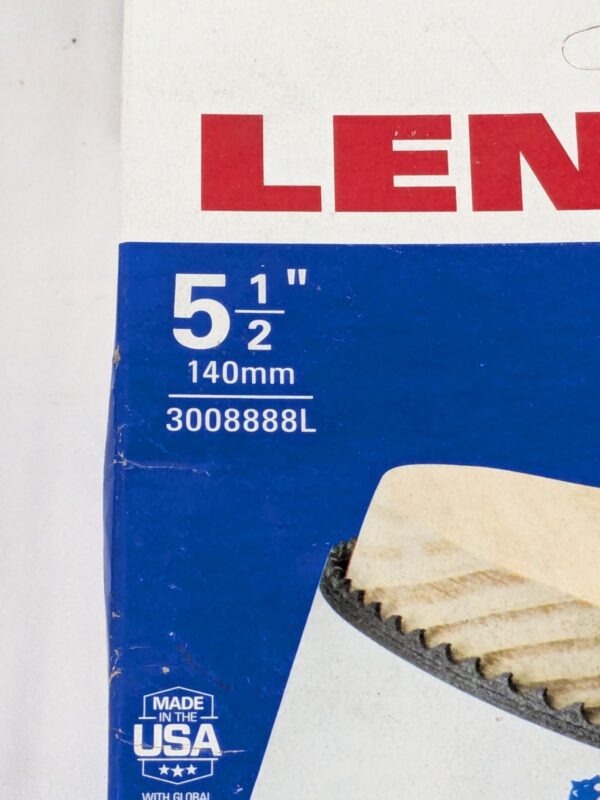 LEN
5 1/2"
140mm
3008888L
MADE
IN THE
USA
WITH GLOBAL